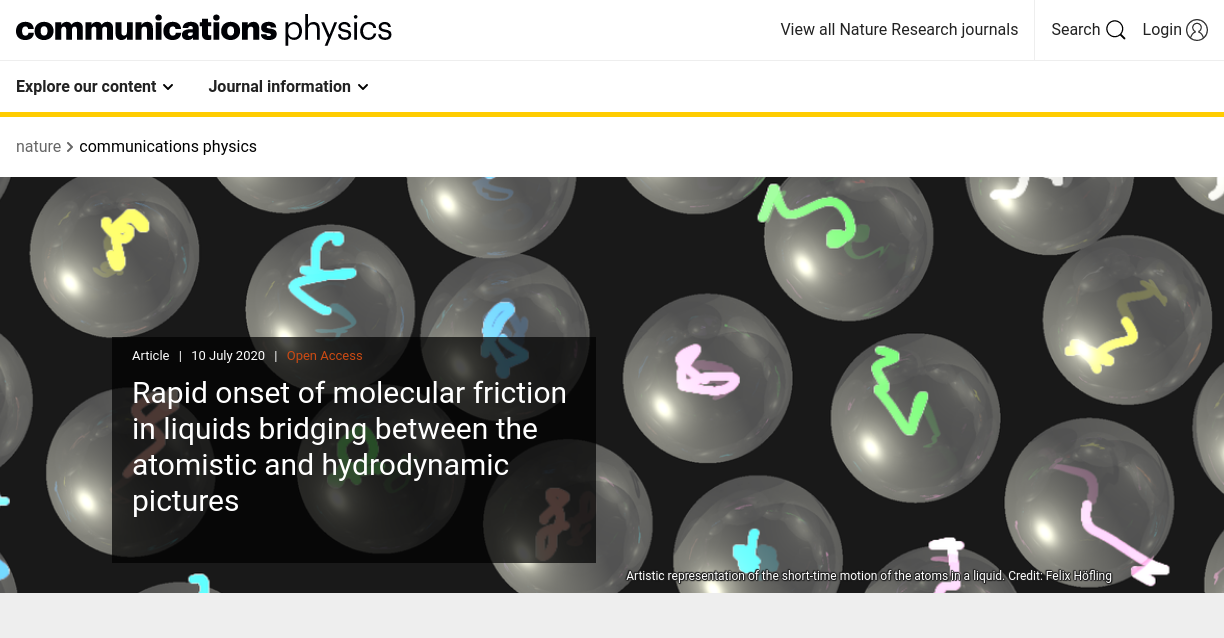 communications physics
View all Nature Research journals
Search
Login
Explore our content
Journal information
nature > communications physics
Article | 10 July 2020 | Open Access
Rapid onset of molecular friction
in liquids bridging between the
atomistic and hydrodynamic
pictures
Artistic representation of the short-time motion of the atoms in a liquid. Credit: Felix Höfling